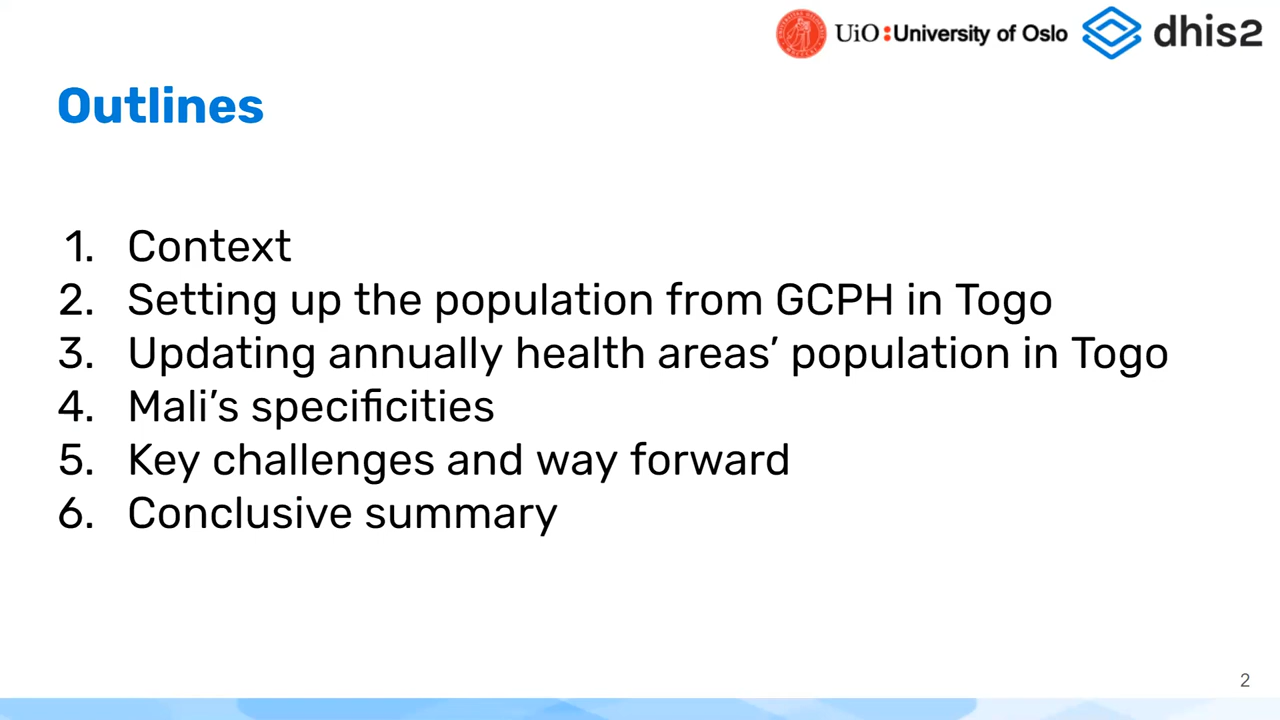 UiO:University of Oslo
dhis2
Outlines
1. Context
2. Setting up the population from GCPH in Togo
3. Updating annually health areas’ population in Togo
4. Mali’s specificities
5. Key challenges and way forward
6. Conclusive summary
2